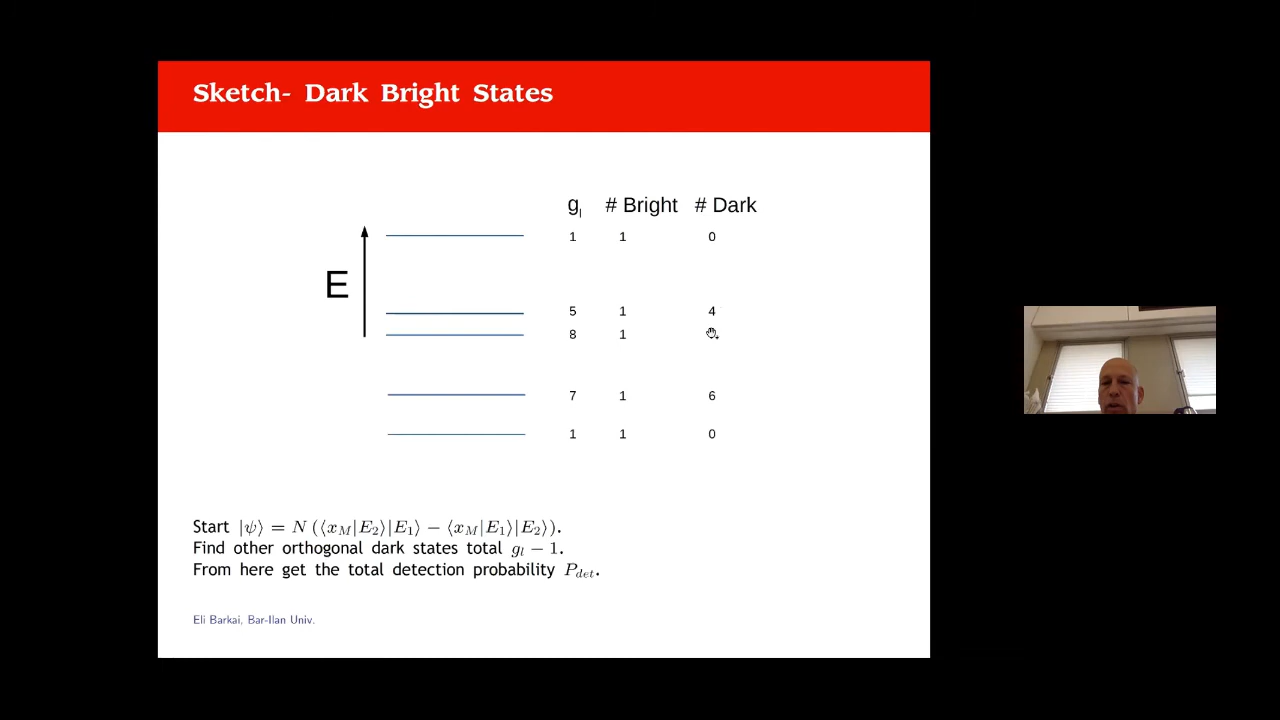 Sketch- Dark Bright States
g_l # Bright # Dark
1 1 0
E
5 1 4
8 1
7 1 6
1 1 0
Start |ψ⟩ = N (⟨x_M|E_2⟩|E_1⟩ − ⟨x_M|E_1⟩|E_2⟩).
Find other orthogonal dark states total g_l − 1.
From here get the total detection probability P_det.
Eli Barkai, Bar-Ilan Univ.